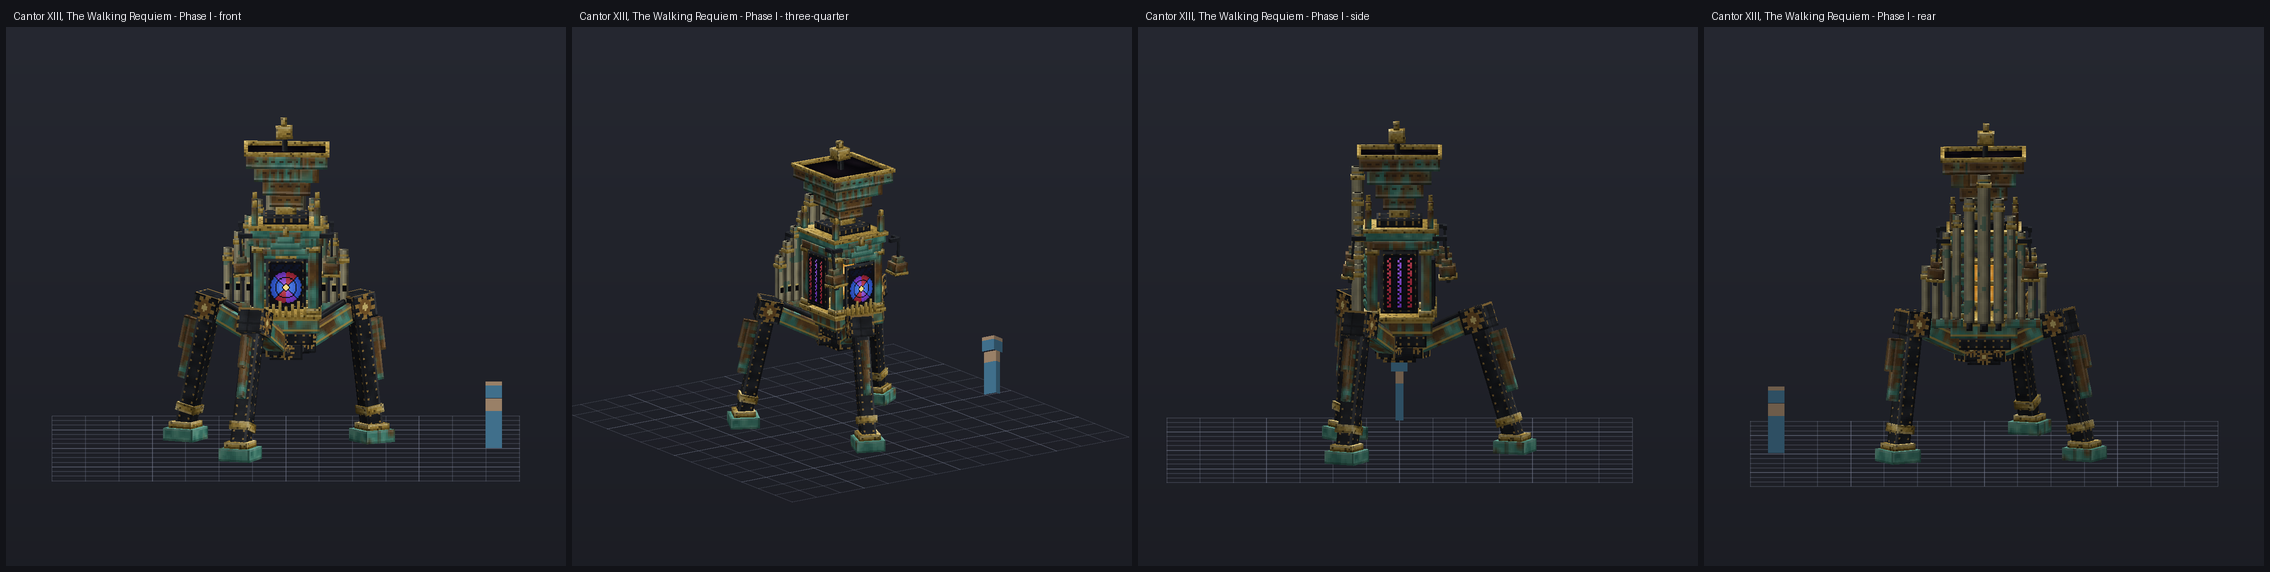 Cantor XIII, The Walking Requiem - Phase I - front
Cantor XIII, The Walking Requiem - Phase I - three-quarter
Cantor XIII, The Walking Requiem - Phase I - side
Cantor XIII, The Walking Requiem - Phase I - rear